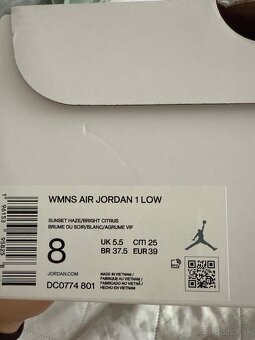 WMNS AIR JORDAN 1 LOW
SUNSET HAZE/BRIGHT CITRUS
BRUME DU SOIR/BLANC/AGRUME VIF
8
UK 5.5
CM 25
BR 37.5
EUR 39
JORDAN.COM
MADE IN VIETNAM /
FABRIQUE AU VIETNAM /
HECHO EN VIETNAM
DC0774 801